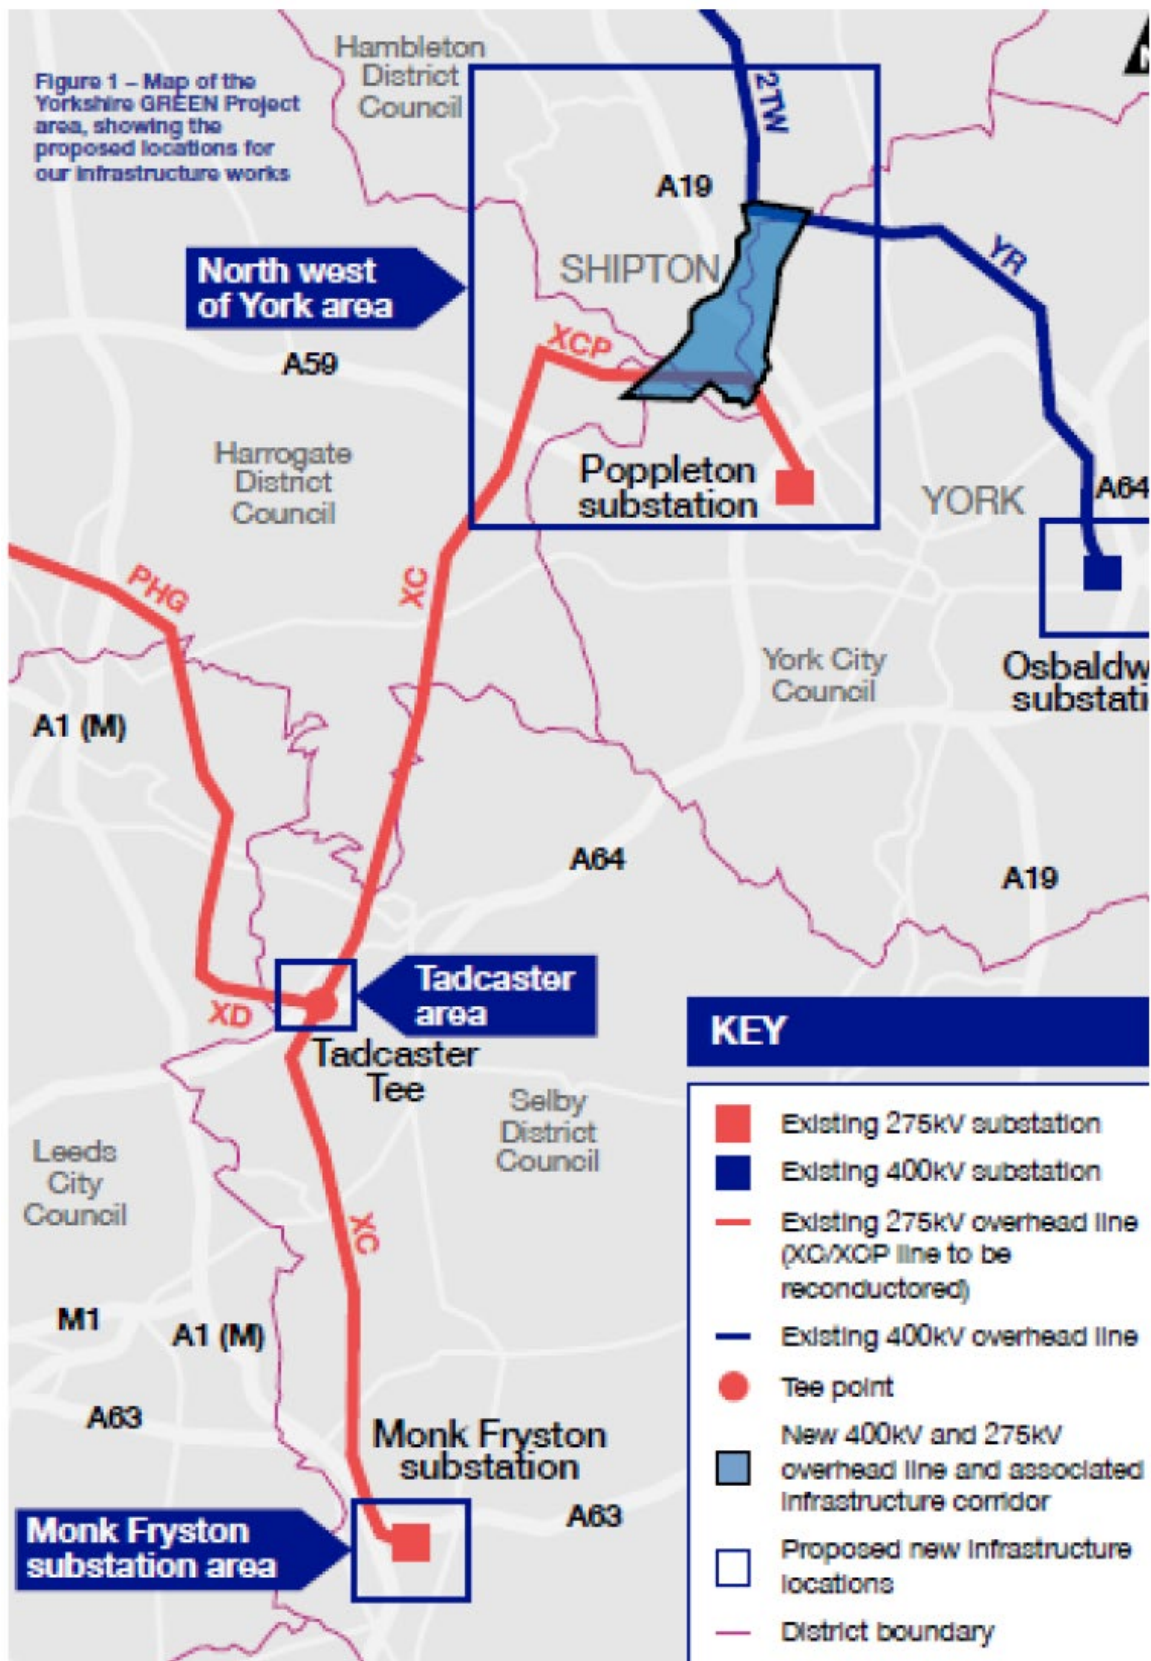 Figure 1 – Map of the
Yorkshire GREEN Project
area, showing the
proposed locations for
our infrastructure works
Hambleton
District
Council
2TW
A19
North west
of York area
SHIPTON
YR
XCP
A59
Harrogate
District
Council
Poppleton
substation
YORK
A64
PHG
XC
York City
Council
Osbaldw
substati
A1 (M)
A64
A19
Tadcaster
area
XD
Tadcaster
Tee
KEY
Selby
District
Council
Leeds
City
Council
XC
M1
A1 (M)
A63
Monk Fryston
substation
A63
Monk Fryston
substation area
Existing 275kV substation
Existing 400kV substation
Existing 275kV overhead line
(XC/XCP line to be
reconductored)
Existing 400kV overhead line
Tee point
New 400kV and 275kV
overhead line and associated
infrastructure corridor
Proposed new infrastructure
locations
District boundary